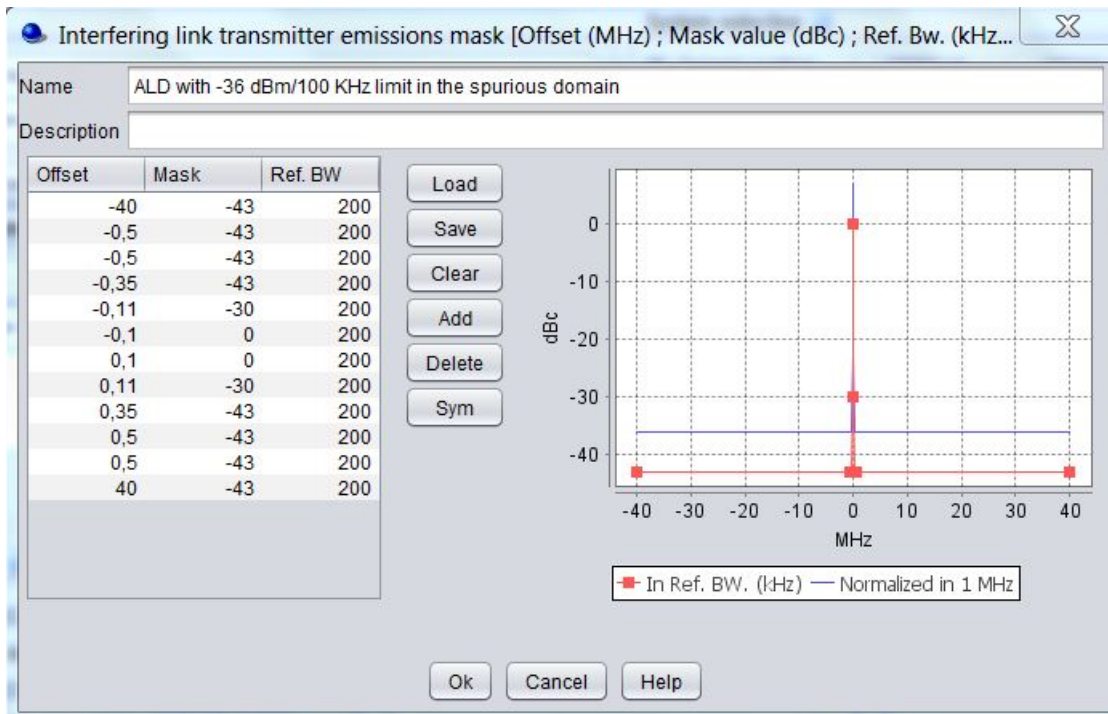 Interfering link transmitter emissions mask [Offset (MHz) ; Mask value (dBc) ; Ref. Bw. (kHz...
Name ALD with -36 dBm/100 KHz limit in the spurious domain
Description
Offset Mask Ref. BW
-40 -43 200
-0,5 -43 200
-0,5 -43 200
-0,35 -43 200
-0,11 -30 200
-0,1 0 200
0,1 0 200
0,11 -30 200
0,35 -43 200
0,5 -43 200
0,5 -43 200
40 -43 200
Load
Save
Clear
Add
Delete
Sym
dBc
0
-10
-20
-30
-40
-40 -30 -20 -10 0 10 20 30 40
MHz
In Ref. BW. (kHz) Normalized in 1 MHz
Ok Cancel Help